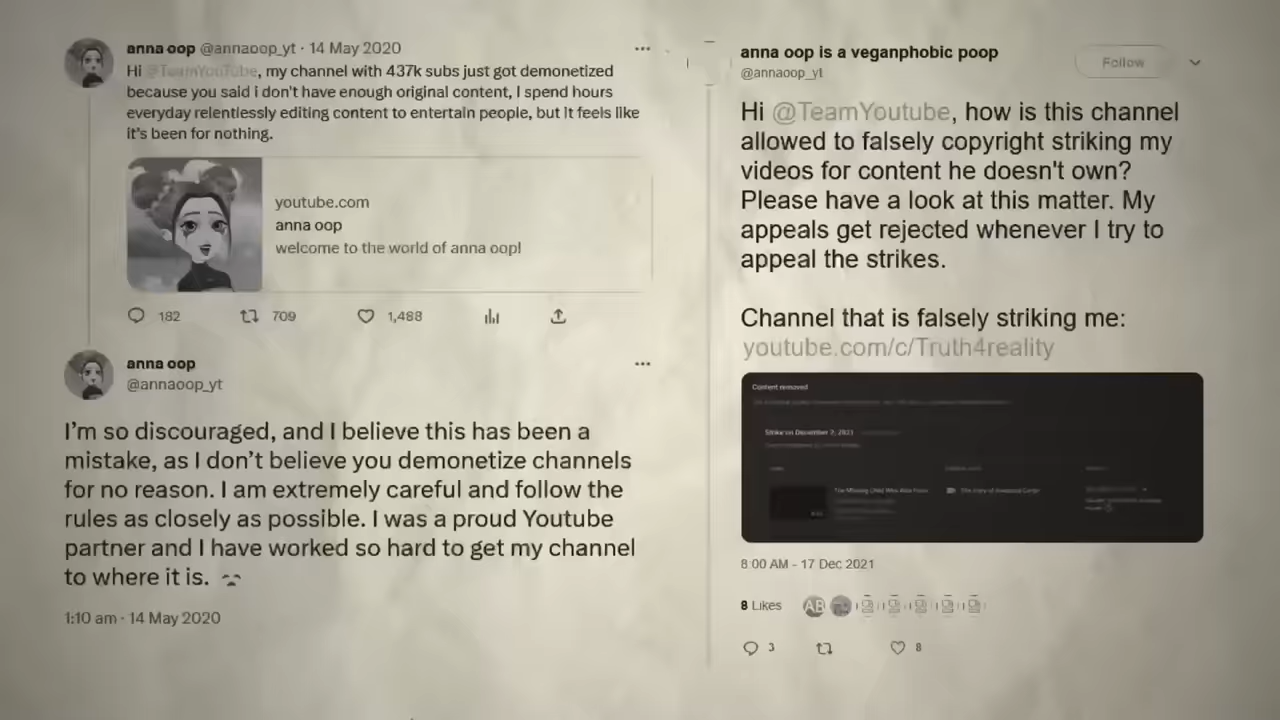 anna oop @annaoop_yt · 14 May 2020
Hi @TeamYouTube, my channel with 437k subs just got demonetized
because you said i don't have enough original content, I spend hours
everyday relentlessly editing content to entertain people, but it feels like
it's been for nothing.
youtube.com
anna oop
welcome to the world of anna oop!
182 709 1,488
anna oop
@annaoop_yt
I'm so discouraged, and I believe this has been a
mistake, as I don't believe you demonetize channels
for no reason. I am extremely careful and follow the
rules as closely as possible. I was a proud Youtube
partner and I have worked so hard to get my channel
to where it is.
1:10 am · 14 May 2020
anna oop is a veganphobic poop
@annaoop_yt
Follow
Hi @TeamYoutube, how is this channel
allowed to falsely copyright striking my
videos for content he doesn't own?
Please have a look at this matter. My
appeals get rejected whenever I try to
appeal the strikes.
Channel that is falsely striking me:
youtube.com/c/Truth4reality
Content removed
Strike on December 7, 2021
The Missing Child Who Was
8:00 AM - 17 Dec 2021
8 Likes
AB
3 8